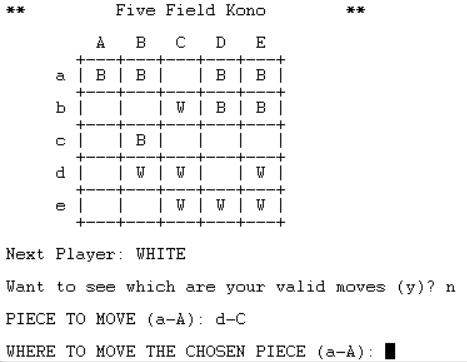 ** Five Field Kono **
A B C D E
+---+---+---+---+---+
a | B | B |   | B | B |
+---+---+---+---+---+
b |   |   | W | B | B |
+---+---+---+---+---+
c |   | B |   |   |   |
+---+---+---+---+---+
d |   | W | W |   | W |
+---+---+---+---+---+
e |   |   | W | W | W |
+---+---+---+---+---+
Next Player: WHITE
Want to see which are your valid moves (y)? n
PIECE TO MOVE (a-A): d-C
WHERE TO MOVE THE CHOSEN PIECE (a-A):